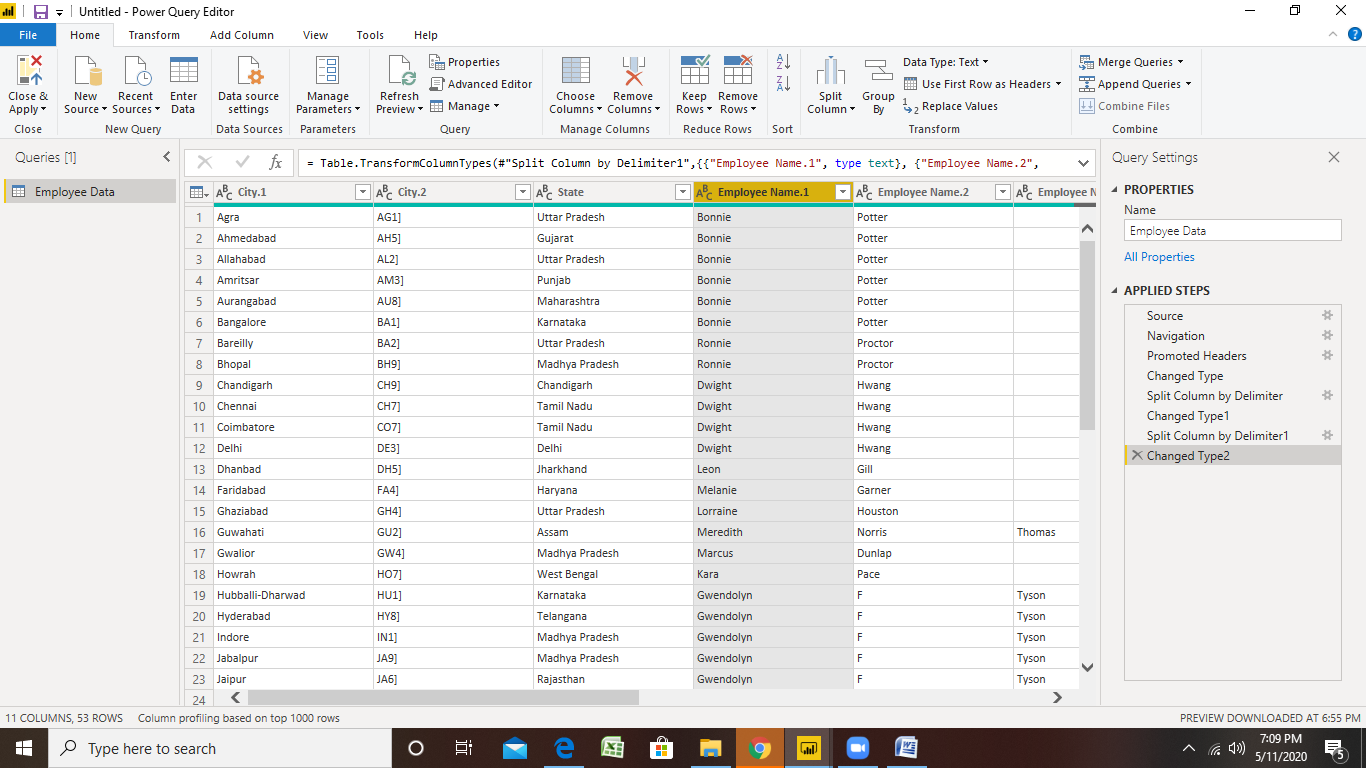 Untitled - Power Query Editor
File Home Transform Add Column View Tools Help
Close & Apply
New Source
Recent Sources
Enter Data
Data source settings
Manage Parameters
Refresh Preview
Properties
Advanced Editor
Manage
Choose Columns
Remove Columns
Keep Rows
Remove Rows
Split Column
Group By
Data Type: Text
Use First Row as Headers
Replace Values
Merge Queries
Append Queries
Combine Files
Close New Query Data Sources Parameters Query Manage Columns Reduce Rows Sort Transform Combine
Queries [1]
Employee Data
fx = Table.TransformColumnTypes(#"Split Column by Delimiter1",{{"Employee Name.1", type text}, {"Employee Name.2",
City.1 City.2 State Employee Name.1 Employee Name.2 Employee N
1 Agra AG1] Uttar Pradesh Bonnie Potter
2 Ahmedabad AH5] Gujarat Bonnie Potter
3 Allahabad AL2] Uttar Pradesh Bonnie Potter
4 Amritsar AM3] Punjab Bonnie Potter
5 Aurangabad AU8] Maharashtra Bonnie Potter
6 Bangalore BA1] Karnataka Bonnie Potter
7 Bareilly BA2] Uttar Pradesh Ronnie Proctor
8 Bhopal BH9] Madhya Pradesh Ronnie Proctor
9 Chandigarh CH9] Chandigarh Dwight Hwang
10 Chennai CH7] Tamil Nadu Dwight Hwang
11 Coimbatore CO7] Tamil Nadu Dwight Hwang
12 Delhi DE3] Delhi Dwight Hwang
13 Dhanbad DH5] Jharkhand Leon Gill
14 Faridabad FA4] Haryana Melanie Garner
15 Ghaziabad GH4] Uttar Pradesh Lorraine Houston
16 Guwahati GU2] Assam Meredith Norris Thomas
17 Gwalior GW4] Madhya Pradesh Marcus Dunlap
18 Howrah HO7] West Bengal Kara Pace
19 Hubballi-Dharwad HU1] Karnataka Gwendolyn F Tyson
20 Hyderabad HY8] Telangana Gwendolyn F Tyson
21 Indore IN1] Madhya Pradesh Gwendolyn F Tyson
22 Jabalpur JA9] Madhya Pradesh Gwendolyn F Tyson
23 Jaipur JA6] Rajasthan Gwendolyn F Tyson
24
Query Settings
PROPERTIES
Name
Employee Data
All Properties
APPLIED STEPS
Source
Navigation
Promoted Headers
Changed Type
Split Column by Delimiter
Changed Type1
Split Column by Delimiter1
Changed Type2
11 COLUMNS, 53 ROWS Column profiling based on top 1000 rows PREVIEW DOWNLOADED AT 6:55 PM
Type here to search
7:09 PM
5/11/2020
5